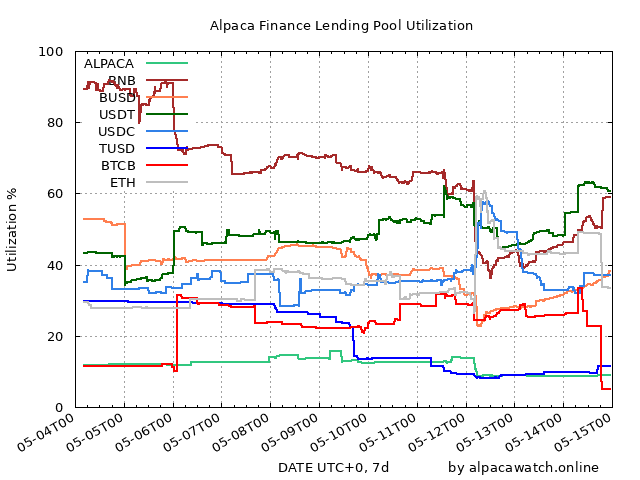 Alpaca Finance Lending Pool Utilization
Utilization %
100
80
60
40
20
0
ALPACA
BNB
BUSD
USDT
USDC
TUSD
BTCB
ETH
05-04T00
05-05T00
05-06T00
05-07T00
05-08T00
05-09T00
05-10T00
05-11T00
05-12T00
05-13T00
05-14T00
05-15T00
DATE UTC+0, 7d
by alpacawatch.online